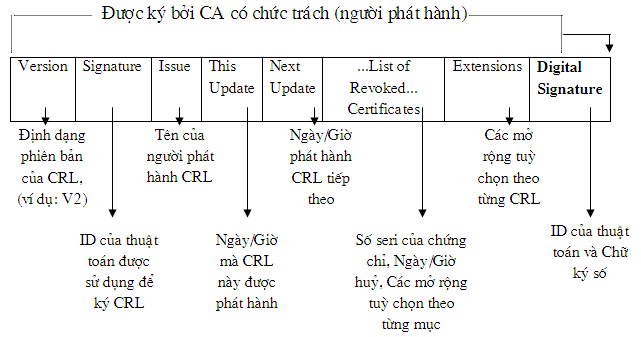 Được ký bởi CA có chức trách (người phát hành)
Version
Signature
Issue
This
Update
Next
Update
...List of
Revoked...
Certificates
Extensions
Digital
Signature
Định dạng
phiên bản
của CRL,
(ví dụ: V2)
Tên của
người phát
hành CRL
Ngày/Giờ
phát hành
CRL tiếp
theo
Các mở
rộng tuỳ
chọn theo
từng CRL
ID của thuật
toán được
sử dụng để
ký CRL
Ngày/Giờ
mà CRL
này được
phát hành
Số seri của chứng
chỉ, Ngày/Giờ
huỷ, Các mở rộng
tuỳ chọn theo
từng mục
ID của thuật
toán và Chữ
ký số